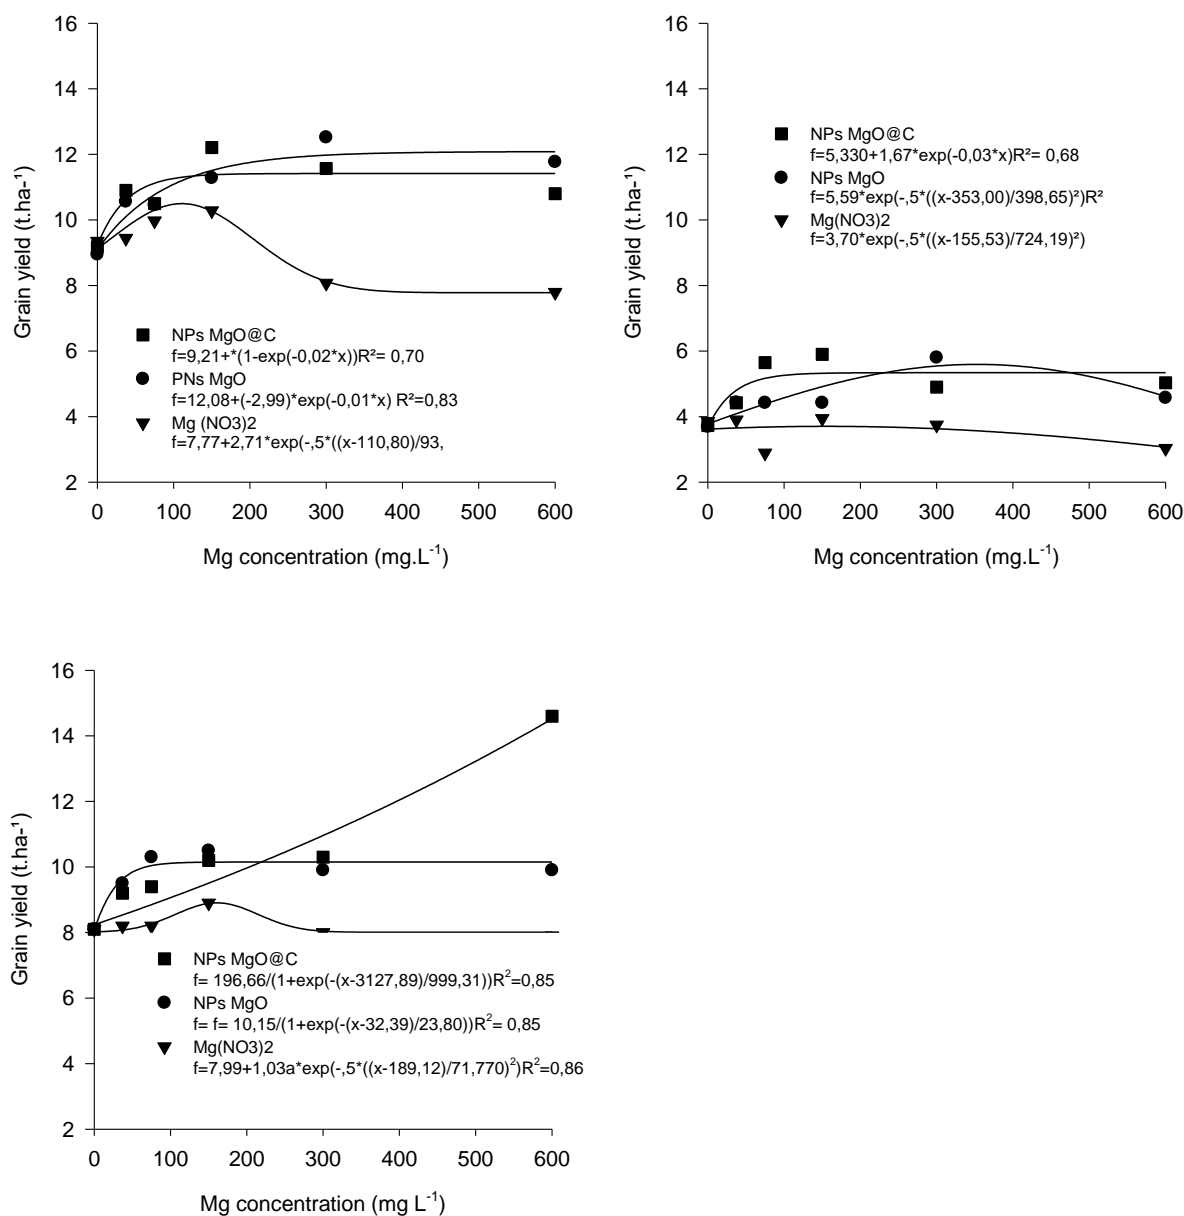 16
14
12
10
8
6
4
2
Grain yield (t.ha-¹)
NPs MgO@C
f=9,21+*(1-exp(-0,02*x))R²= 0,70
PNs MgO
f=12,08+(-2,99)*exp(-0,01*x) R²=0,83
Mg (NO3)2
f=7,77+2,71*exp(-,5*((x-110,80)/93,
0 100 200 300 400 500 600
Mg concentration (mg.L-1)
16
14
12
10
8
6
4
2
Grain yield (t.ha-¹)
NPs MgO@C
f=5,330+1,67*exp(-0,03*x)R²= 0,68
NPs MgO
f=5,59*exp(-,5*((x-353,00)/398,65)²)R²
Mg(NO3)2
f=3,70*exp(-,5*((x-155,53)/724,19)²)
0 100 200 300 400 500 600
Mg concentration (mg.L-1)
16
14
12
10
8
6
4
2
Grain yield (t.ha-¹)
NPs MgO@C
f= 196,66/(1+exp(-(x-3127,89)/999,31))R2=0,85
NPs MgO
f= f= 10,15/(1+exp(-(x-32,39)/23,80))R2= 0,85
Mg(NO3)2
f=7,99+1,03a*exp(-,5*((x-189,12)/71,770)2)R2=0,86
0 100 200 300 400 500 600
Mg concentration (mg L-1)